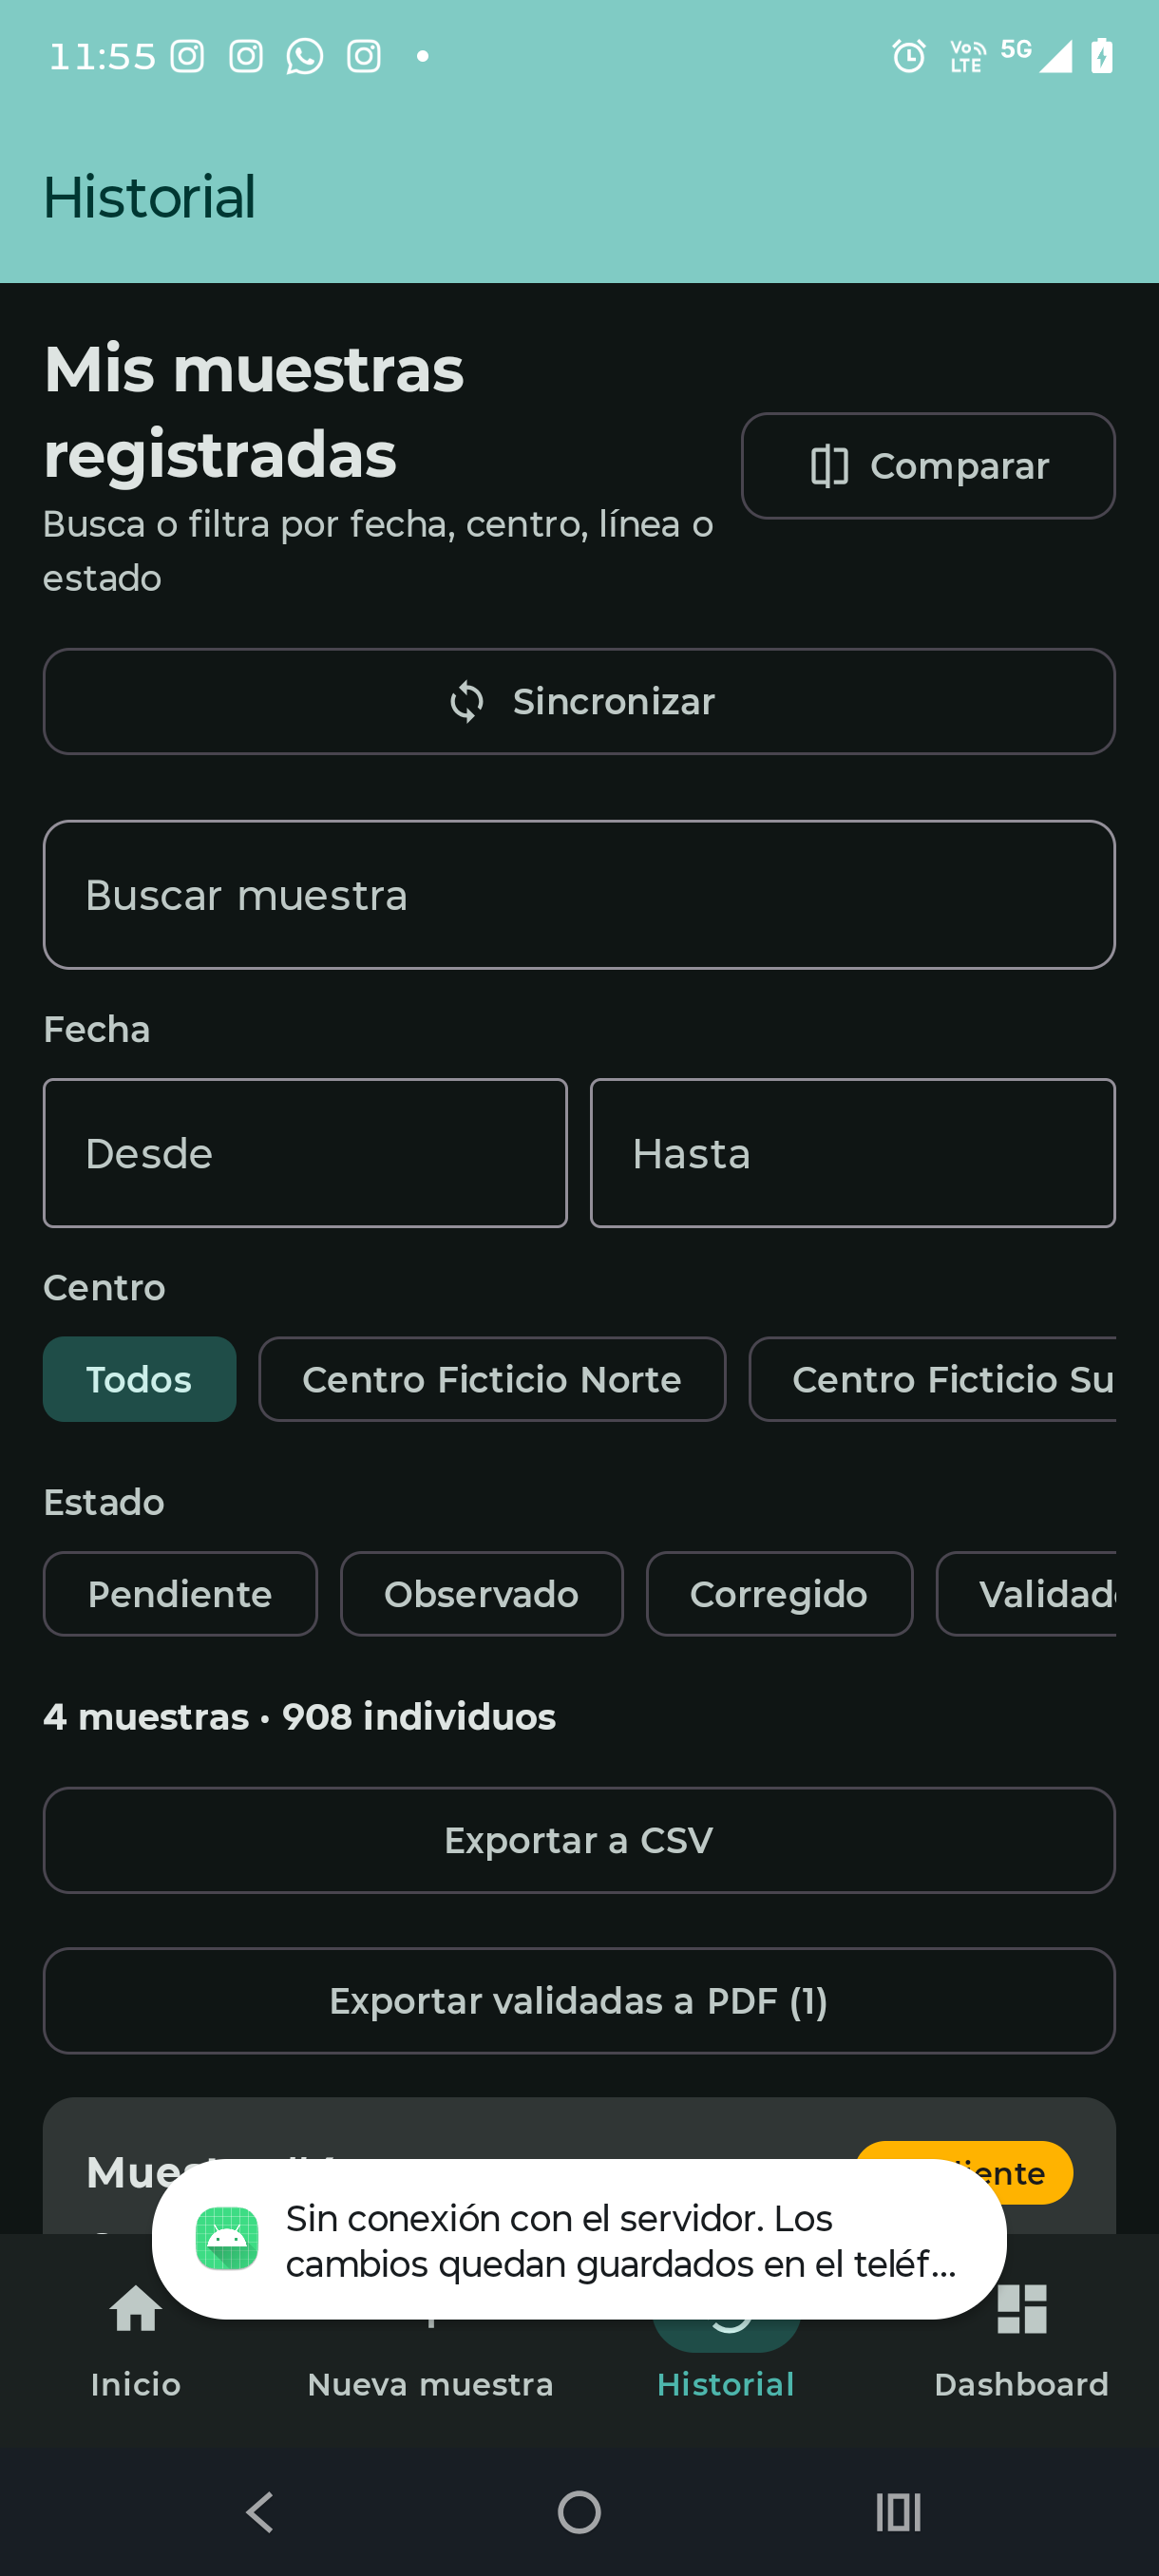 11:55
Vo LTE 5G
Historial
Mis muestras
registradas
Comparar
Busca o filtra por fecha, centro, línea o
estado
Sincronizar
Buscar muestra
Fecha
Desde Hasta
Centro
Todos Centro Ficticio Norte Centro Ficticio Su
Estado
Pendiente Observado Corregido Validado
4 muestras · 908 individuos
Exportar a CSV
Exportar validadas a PDF (1)
Sin conexión con el servidor. Los
cambios quedan guardados en el teléf...
Inicio Nueva muestra Historial Dashboard